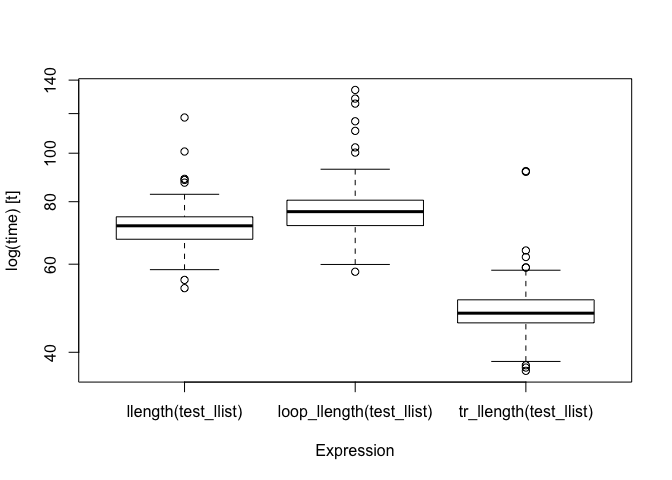 140
100
80
60
40
log(time) [t]
llength(test_llist)
loop_llength(test_llist)
tr_llength(test_llist)
Expression